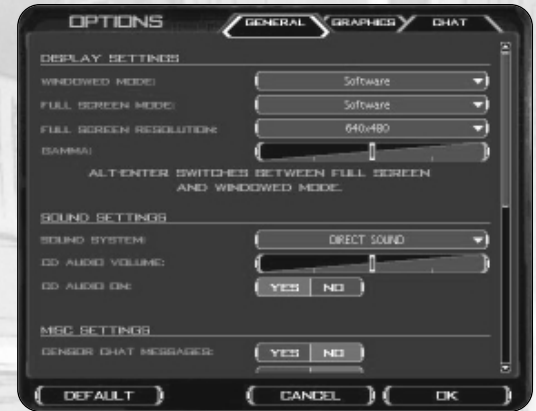 OPTIONS
GENERAL
GRAPHICS
CHAT
DISPLAY SETTINGS
WINDOWED MODE:
Software
FULL SCREEN MODE:
Software
FULL SCREEN RESOLUTION:
640x480
GAMMA:
ALT-ENTER SWITCHES BETWEEN FULL SCREEN
AND WINDOWED MODE.
SOUND SETTINGS
SOUND SYSTEM:
DIRECT SOUND
CD AUDIO VOLUME:
CD AUDIO ON:
YES NO
MISC SETTINGS
CENSOR CHAT MESSAGES:
YES NO
DEFAULT
CANCEL
OK